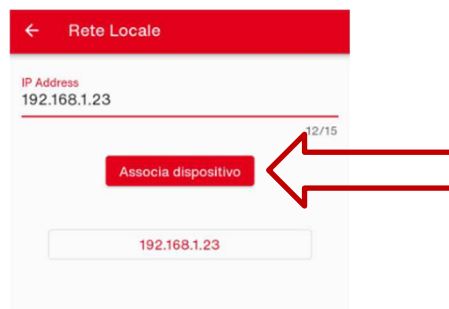 Rete Locale
IP Address
192.168.1.23
12/15
Associa dispositivo
192.168.1.23